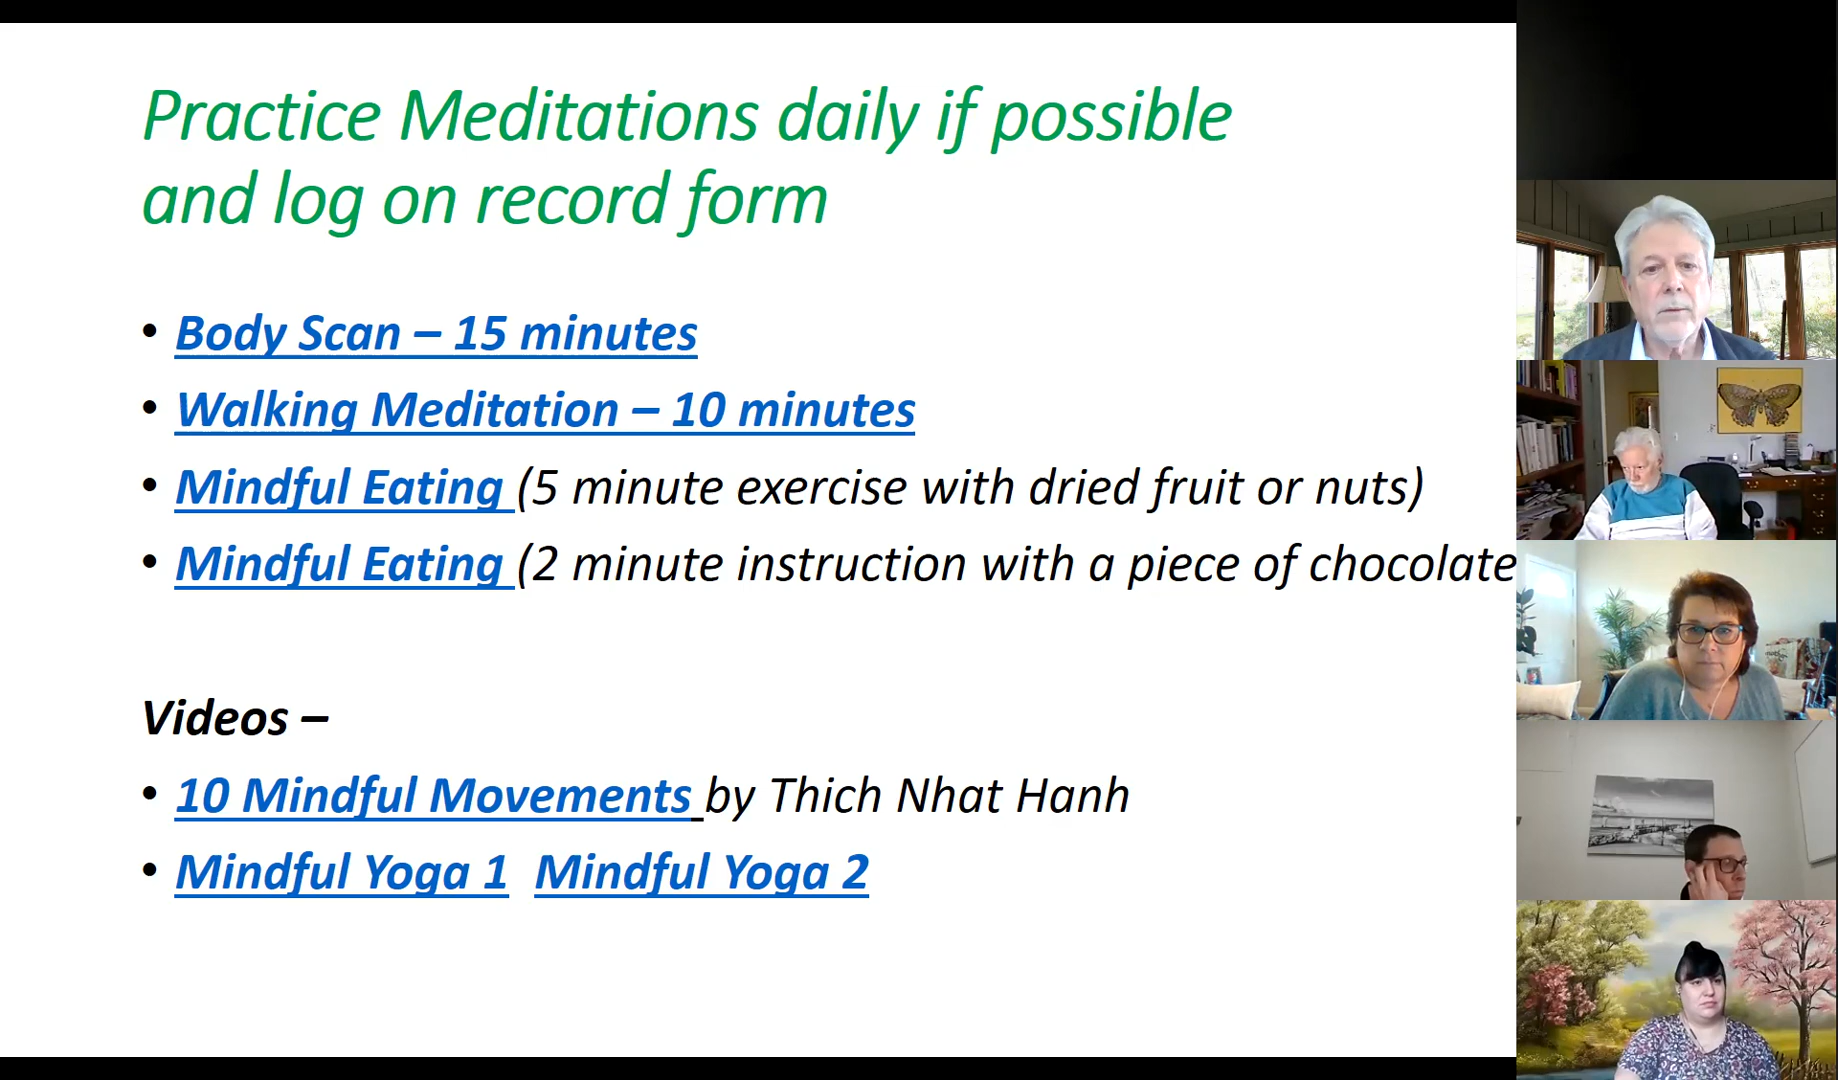 Practice Meditations daily if possible
and log on record form
• Body Scan – 15 minutes
• Walking Meditation – 10 minutes
• Mindful Eating (5 minute exercise with dried fruit or nuts)
• Mindful Eating (2 minute instruction with a piece of chocolate
Videos –
• 10 Mindful Movements by Thich Nhat Hanh
• Mindful Yoga 1 Mindful Yoga 2